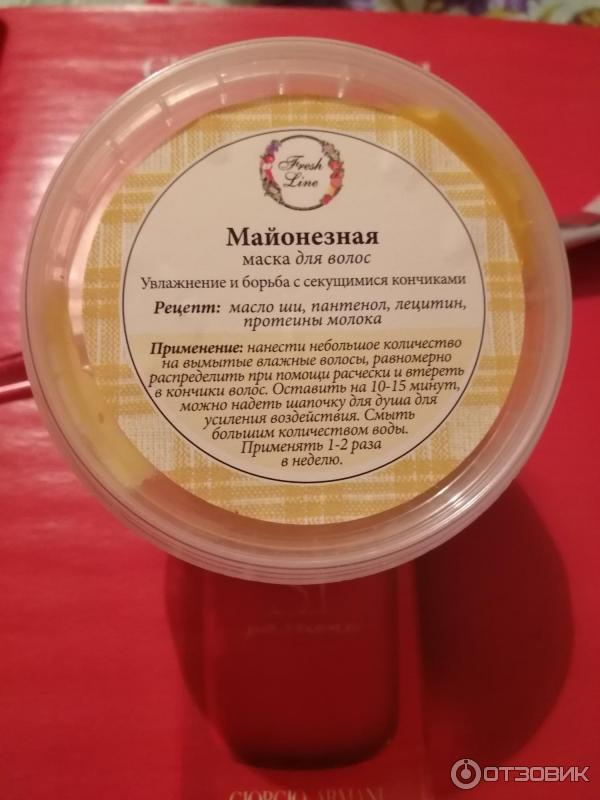 Fresh
Line
Майонезная
маска для волос
Увлажнение и борьба с секущимися кончиками
Рецепт: масло ши, пантенол, лецитин,
протеины молока
Применение: нанести небольшое количество
на вымытые влажные волосы, равномерно
распределить при помощи расчески и втереть
в кончики волос. Оставить на 10-15 минут,
можно надеть шапочку для душа для
усиления воздействия. Смыть
большим количеством воды.
Применять 1-2 раза
в неделю.
GIORGIO ARMANI
ОТЗОВИК